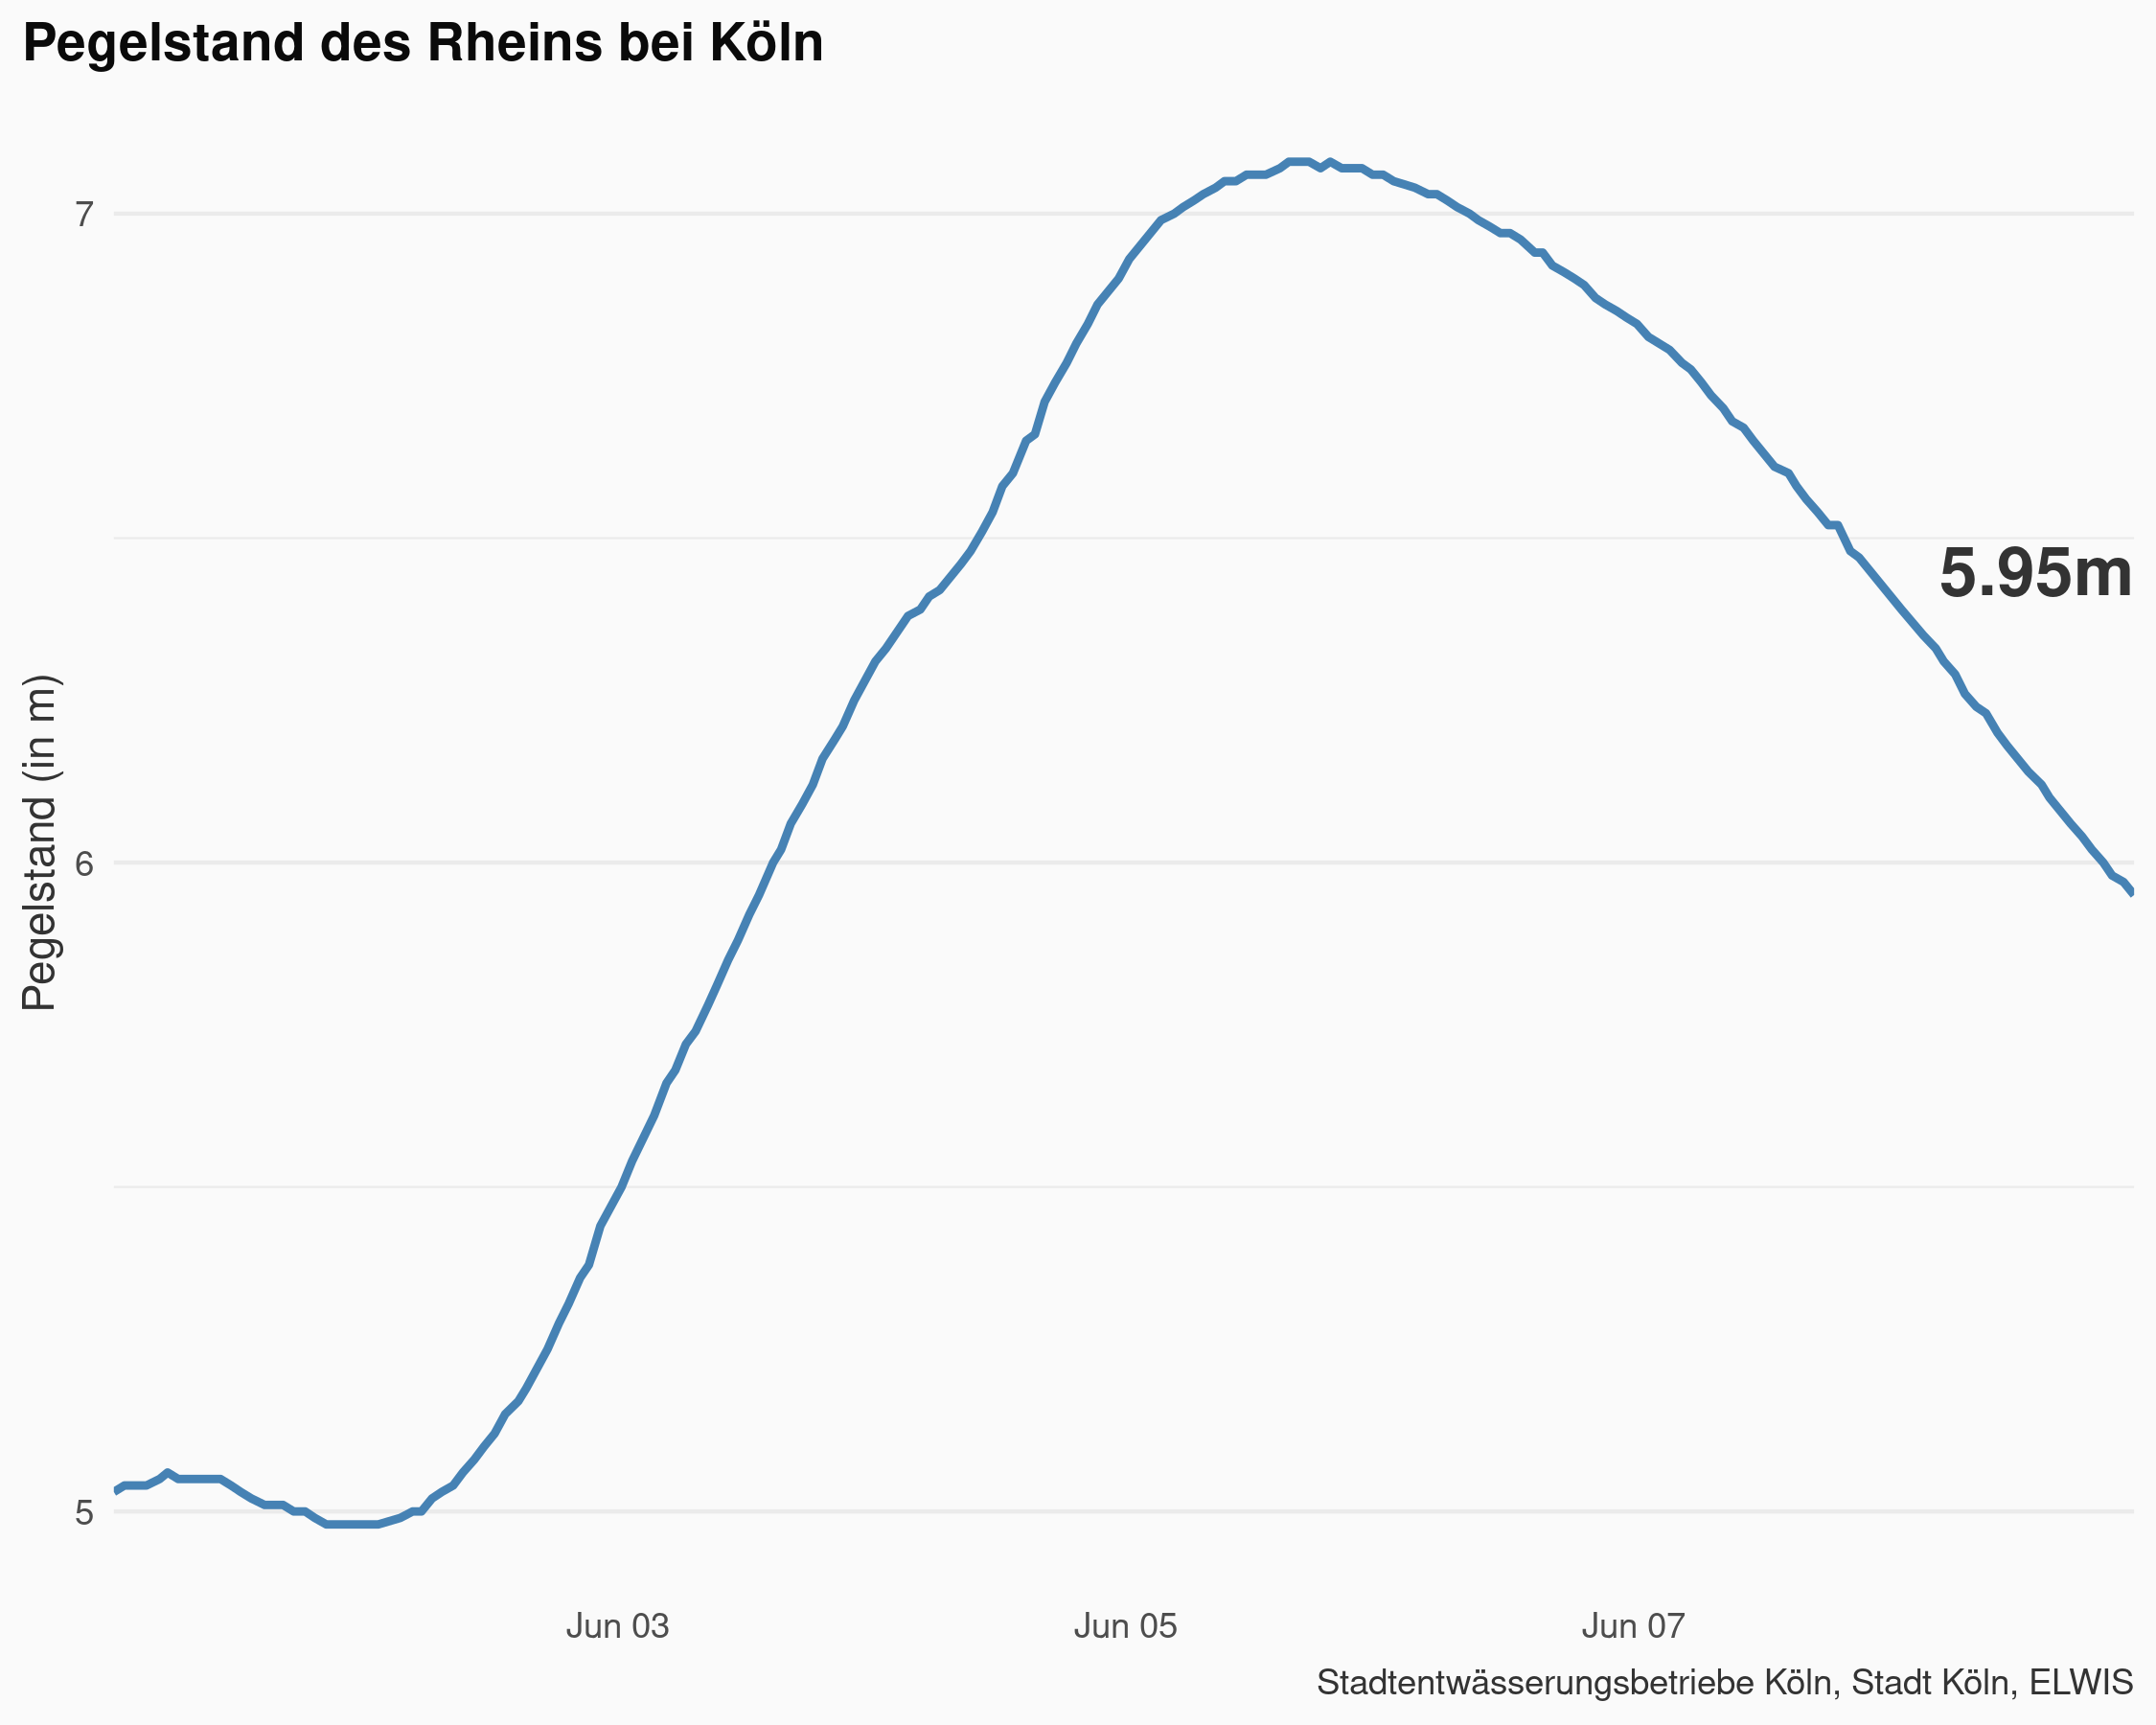 Pegelstand des Rheins bei Köln
Pegelstand (in m)
7
6
5
5.95m
Jun 03
Jun 05
Jun 07
Stadtentwässerungsbetriebe Köln, Stadt Köln, ELWIS